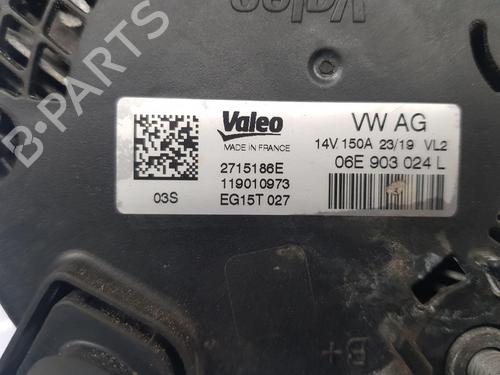 Valeo
B-PARTS
Valeo
MADE IN FRANCE
2715186E
119010973
EG15T 027
03S
VW AG
14V 150A 23/19 VL2
06E 903 024 L
B+